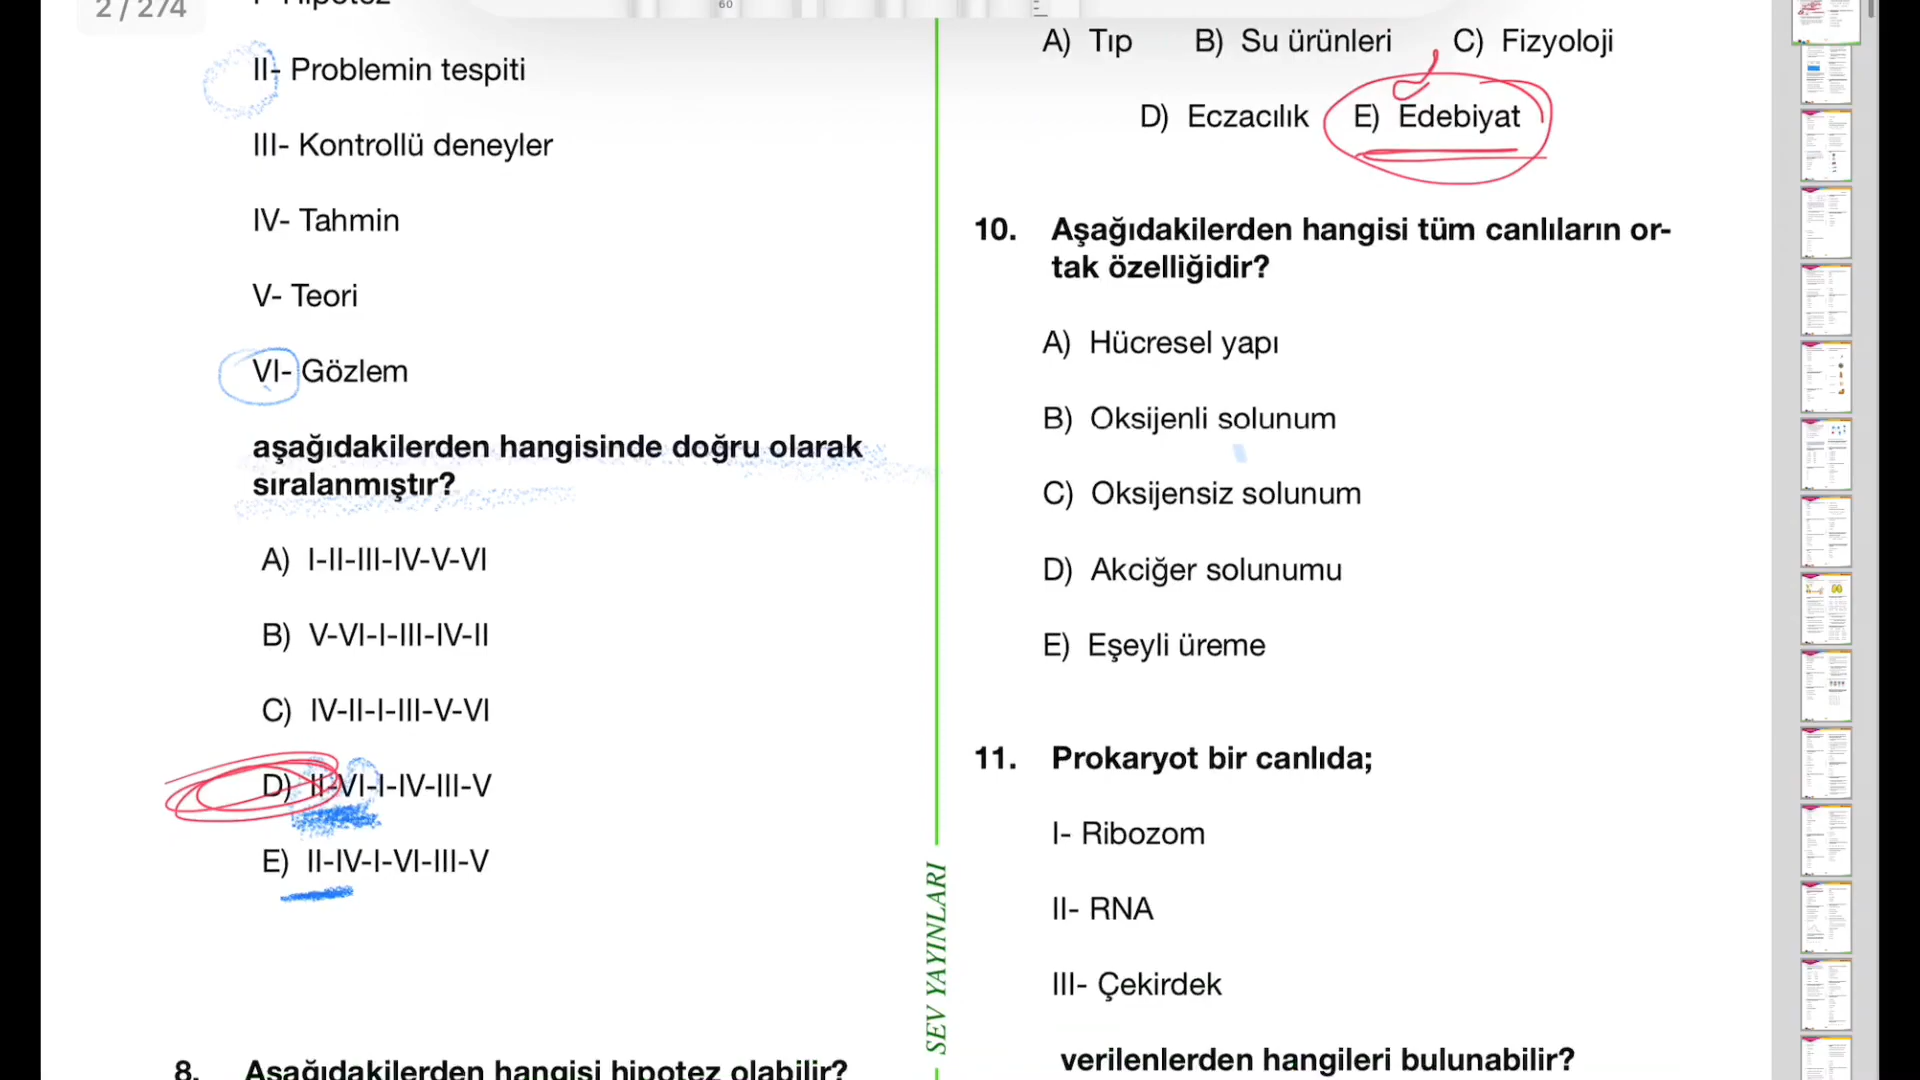 2 / 274
60
II- Problemin tespiti
III- Kontrollü deneyler
IV- Tahmin
V- Teori
VI- Gözlem
aşağıdakilerden hangisinde doğru olarak
sıralanmıştır?
A) I-II-III-IV-V-VI
B) V-VI-I-III-IV-II
C) IV-II-I-III-V-VI
D) II-VI-I-IV-III-V
E) II-IV-I-VI-III-V
8. Aşağıdakilerden hangisi hipotez olabilir?
SEV YAYINLARI
A) Tıp B) Su ürünleri C) Fizyoloji
D) Eczacılık E) Edebiyat
10. Aşağıdakilerden hangisi tüm canlıların or-
tak özelliğidir?
A) Hücresel yapı
B) Oksijenli solunum
C) Oksijensiz solunum
D) Akciğer solunumu
E) Eşeyli üreme
11. Prokaryot bir canlıda;
I- Ribozom
II- RNA
III- Çekirdek
verilenlerden hangileri bulunabilir?